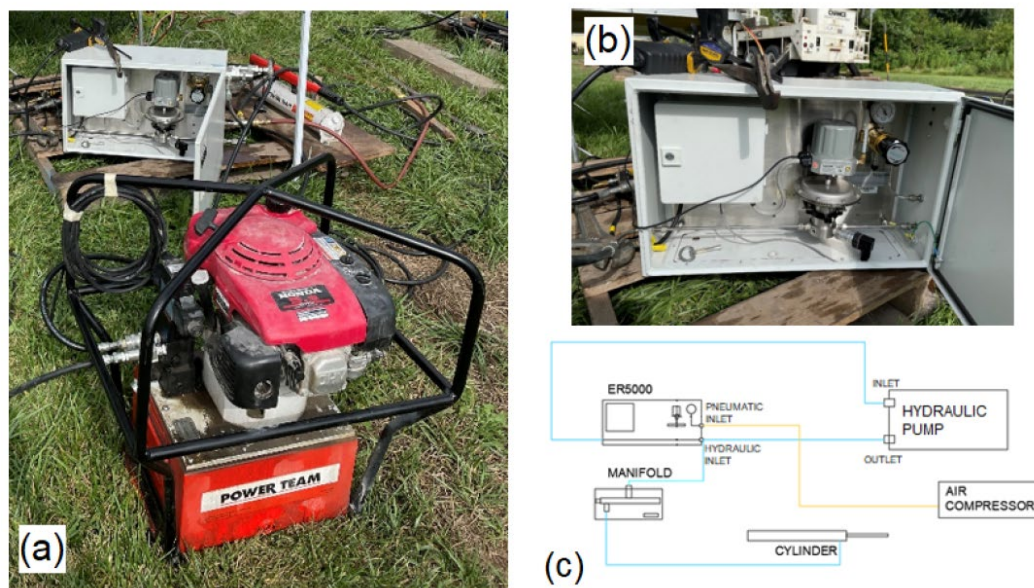 (b)
HONDA
POWER TEAM
(a)
ER5000
PNEUMATIC
INLET
HYDRAULIC
INLET
MANIFOLD
INLET
HYDRAULIC
PUMP
OUTLET
AIR
COMPRESSOR
CYLINDER
(c)